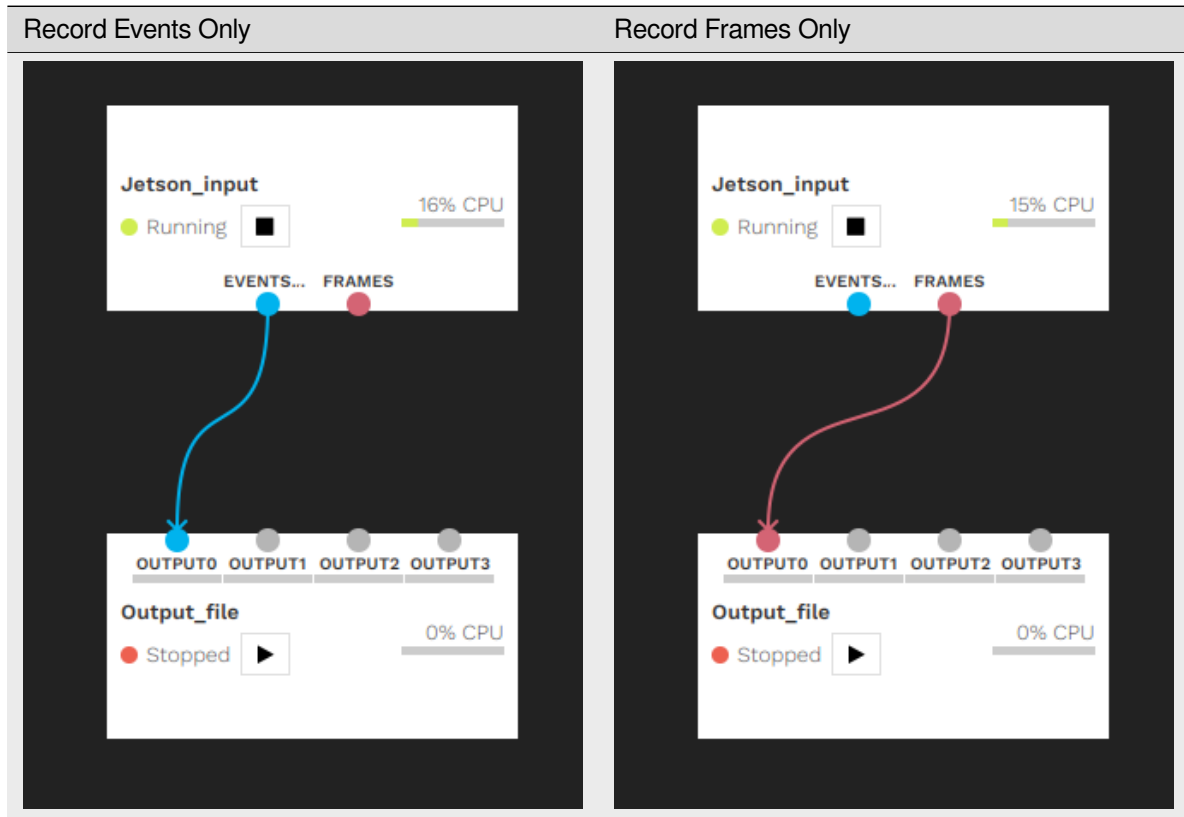 Record Events Only
Record Frames Only
Jetson_input
16% CPU
Running
EVENTS... FRAMES
OUTPUT0 OUTPUT1 OUTPUT2 OUTPUT3
Output_file
0% CPU
Stopped
Jetson_input
15% CPU
Running
EVENTS... FRAMES
OUTPUT0 OUTPUT1 OUTPUT2 OUTPUT3
Output_file
0% CPU
Stopped